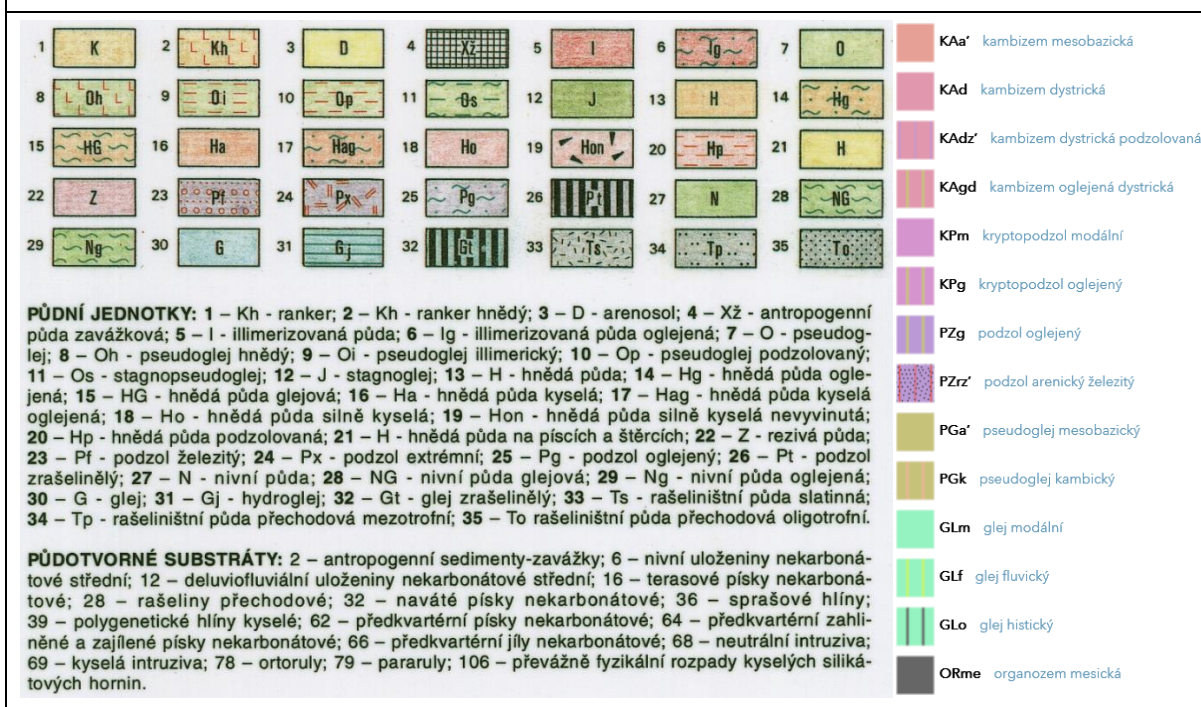 1 K 2 Kh 3 D 4 Xž 5 I 6 Ig 7 O
8 Oh 9 Oi 10 Op 11 Os 12 J 13 H 14 Hg
15 HG 16 Ha 17 Hag 18 Ho 19 Hon 20 Hp 21 H
22 Z 23 Pf 24 Px 25 Pg 26 Pt 27 N 28 NG
29 Ng 30 G 31 Gj 32 Gt 33 Ts 34 Tp 35 To
PŮDNÍ JEDNOTKY: 1 – Kh - ranker; 2 – Kh - ranker hnědý; 3 – D - arenosol; 4 – Xž - antropogenní
půda zavážková; 5 – I - illimerizovaná půda; 6 – Ig - illimerizovaná půda oglejená; 7 – O - pseudog-
lej; 8 – Oh - pseudoglej hnědý; 9 – Oi - pseudoglej illimerický; 10 – Op - pseudoglej podzolovaný;
11 – Os - stagnopseudoglej; 12 – J - stagnoglej; 13 – H - hnědá půda; 14 – Hg - hnědá půda ogle-
jená; 15 – HG - hnědá půda glejová; 16 – Ha - hnědá půda kyselá; 17 – Hag - hnědá půda kyselá
oglejená; 18 – Ho - hnědá půda silně kyselá; 19 – Hon - hnědá půda silně kyselá nevyvinutá;
20 – Hp - hnědá půda podzolovaná; 21 – H - hnědá půda na píscích a štěrcích; 22 – Z - rezivá půda;
23 – Pf - podzol železitý; 24 – Px - podzol extrémní; 25 – Pg - podzol oglejený; 26 – Pt - podzol
zrašelinělý; 27 – N - nivní půda; 28 – NG - nivní půda glejová; 29 – Ng - nivní půda oglejená;
30 – G - glej; 31 – Gj - hydroglej; 32 – Gt - glej zrašelinělý; 33 – Ts - rašeliništní půda slatinná;
34 – Tp - rašeliništní půda přechodová mezotrofní; 35 – To rašeliništní půda přechodová oligotrofní.
PŮDOTVORNÉ SUBSTRÁTY: 2 – antropogenní sedimenty-zavážky; 6 – nivní uloženiny nekarboná-
tové střední; 12 – deluviofluviální uloženiny nekarbonátové střední; 16 – terasové písky nekarboná-
tové; 28 – rašeliny přechodové; 32 – naváté písky nekarbonátové; 36 – sprašové hlíny;
39 – polygenetické hlíny kyselé; 62 – předkvartérní písky nekarbonátové; 64 – předkvartérní zahli-
něné a zajílené písky nekarbonátové; 66 – předkvartérní jíly nekarbonátové; 68 – neutrální intruziva;
69 – kyselá intruziva; 78 – ortoruly; 79 – pararuly; 106 – převážně fyzikální rozpady kyselých siliká-
tových hornin.
KAa’ kambizem mesobazická
KAd kambizem dystrická
KAdz’ kambizem dystrická podzolovaná
KAgd kambizem oglejená dystrická
KPm kryptopodzol modální
KPg kryptopodzol oglejený
PZg podzol oglejený
PZrz’ podzol arenický železitý
PGa’ pseudoglej mesobazický
PGk pseudoglej kambický
GLm glej modální
GLf glej fluvický
GLo glej histický
ORme organozem mesická